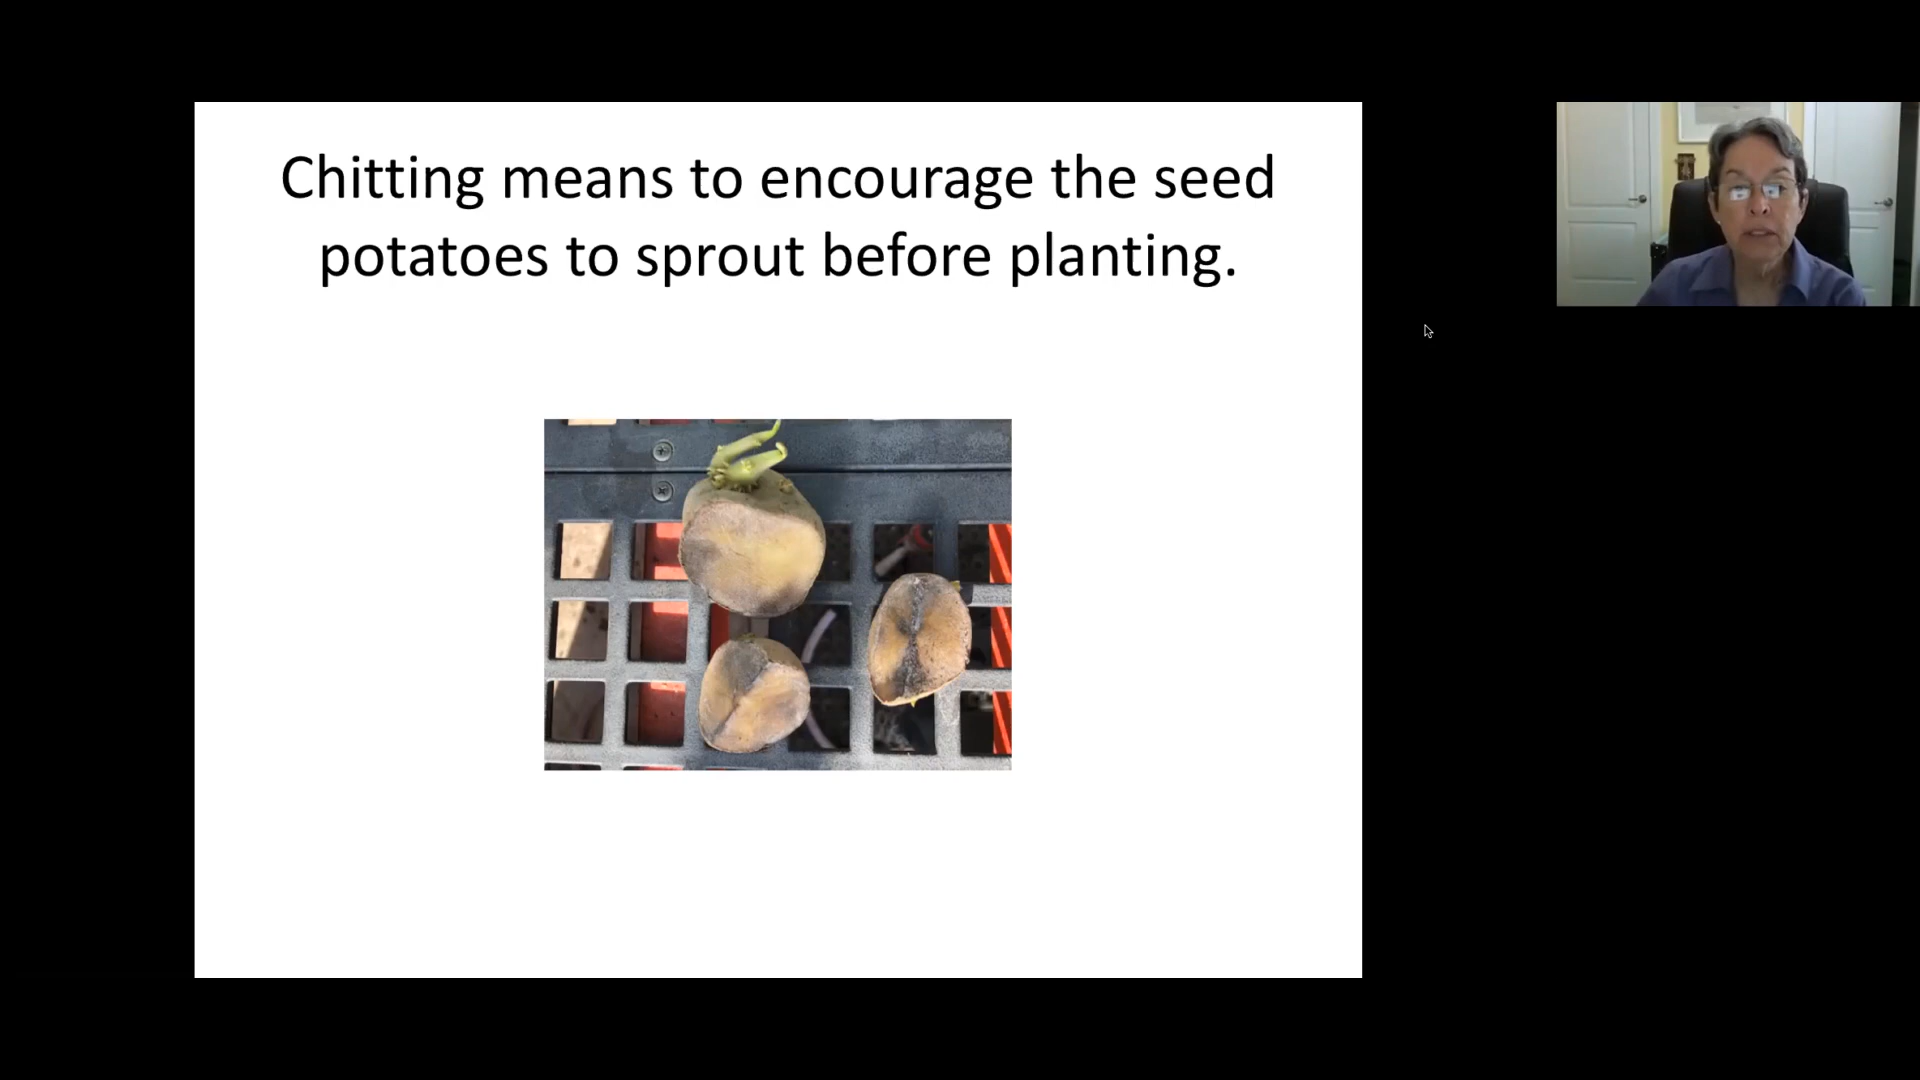 Chitting means to encourage the seed
potatoes to sprout before planting.